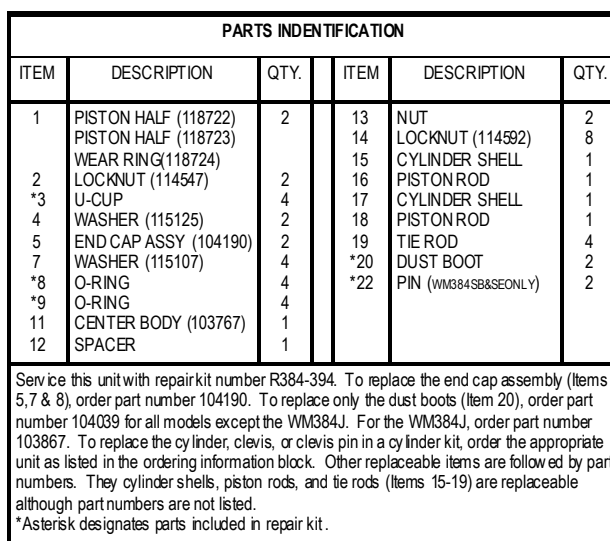 PARTS INDENTIFICATION
ITEM DESCRIPTION QTY. ITEM DESCRIPTION QTY.
1 PISTON HALF (118722) 2 13 NUT 2
PISTON HALF (118723) 14 LOCKNUT (114592) 8
WEAR RING(118724) 15 CYLINDER SHELL 1
2 LOCKNUT (114547) 2 16 PISTON ROD 1
*3 U-CUP 4 17 CYLINDER SHELL 1
4 WASHER (115125) 2 18 PISTON ROD 1
5 END CAP ASSY (104190) 2 19 TIE ROD 4
7 WASHER (115107) 4 *20 DUST BOOT 2
*8 O-RING 4 *22 PIN (WM384SB&SEONLY) 2
*9 O-RING 4
11 CENTER BODY (103767) 1
12 SPACER 1
Service this unit with repair kit number R384-394. To replace the end cap assembly (Items
5,7 & 8), order part number 104190. To replace only the dust boots (Item 20), order part
number 104039 for all models except the WM384J. For the WM384J, order part number
103867. To replace the cylinder, clevis, or clevis pin in a cylinder kit, order the appropriate
unit as listed in the ordering information block. Other replaceable items are followed by part
numbers. They cylinder shells, piston rods, and tie rods (Items 15-19) are replaceable
although part numbers are not listed.
*Asterisk designates parts included in repair kit.